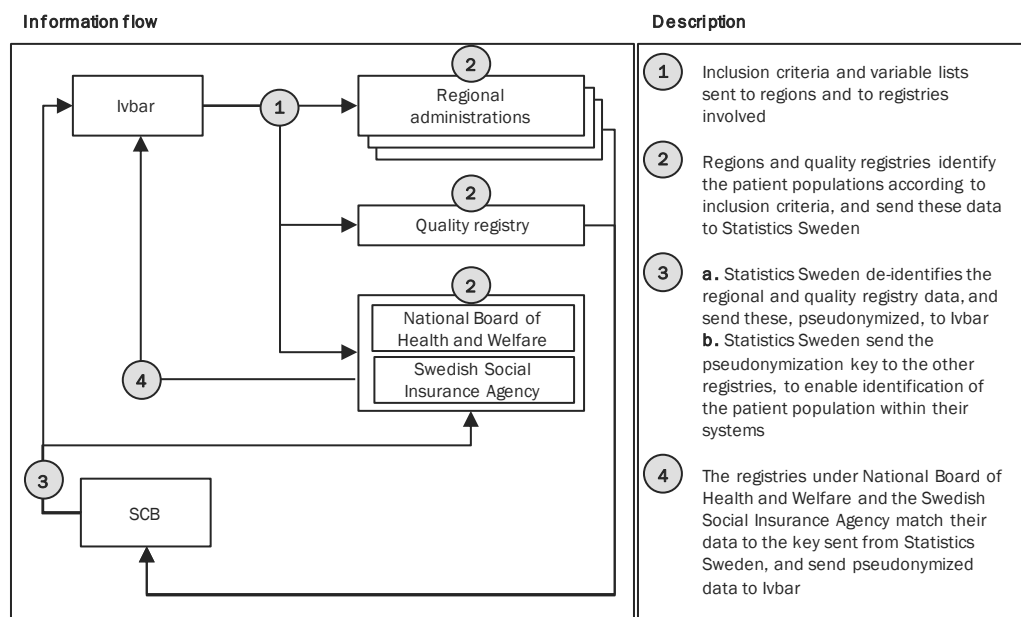 Information flow
Description
2
Ivbar
1
Regional
administrations
2
Quality registry
2
National Board of
Health and Welfare
Swedish Social
Insurance Agency
4
3
SCB
1
Inclusion criteria and variable lists
sent to regions and to registries
involved
2
Regions and quality registries identify
the patient populations according to
inclusion criteria, and send these data
to Statistics Sweden
3
a. Statistics Sweden de-identifies the
regional and quality registry data, and
send these, pseudonymized, to Ivbar
b. Statistics Sweden send the
pseudonymization key to the other
registries, to enable identification of
the patient population within their
systems
4
The registries under National Board of
Health and Welfare and the Swedish
Social Insurance Agency match their
data to the key sent from Statistics
Sweden, and send pseudonymized
data to Ivbar